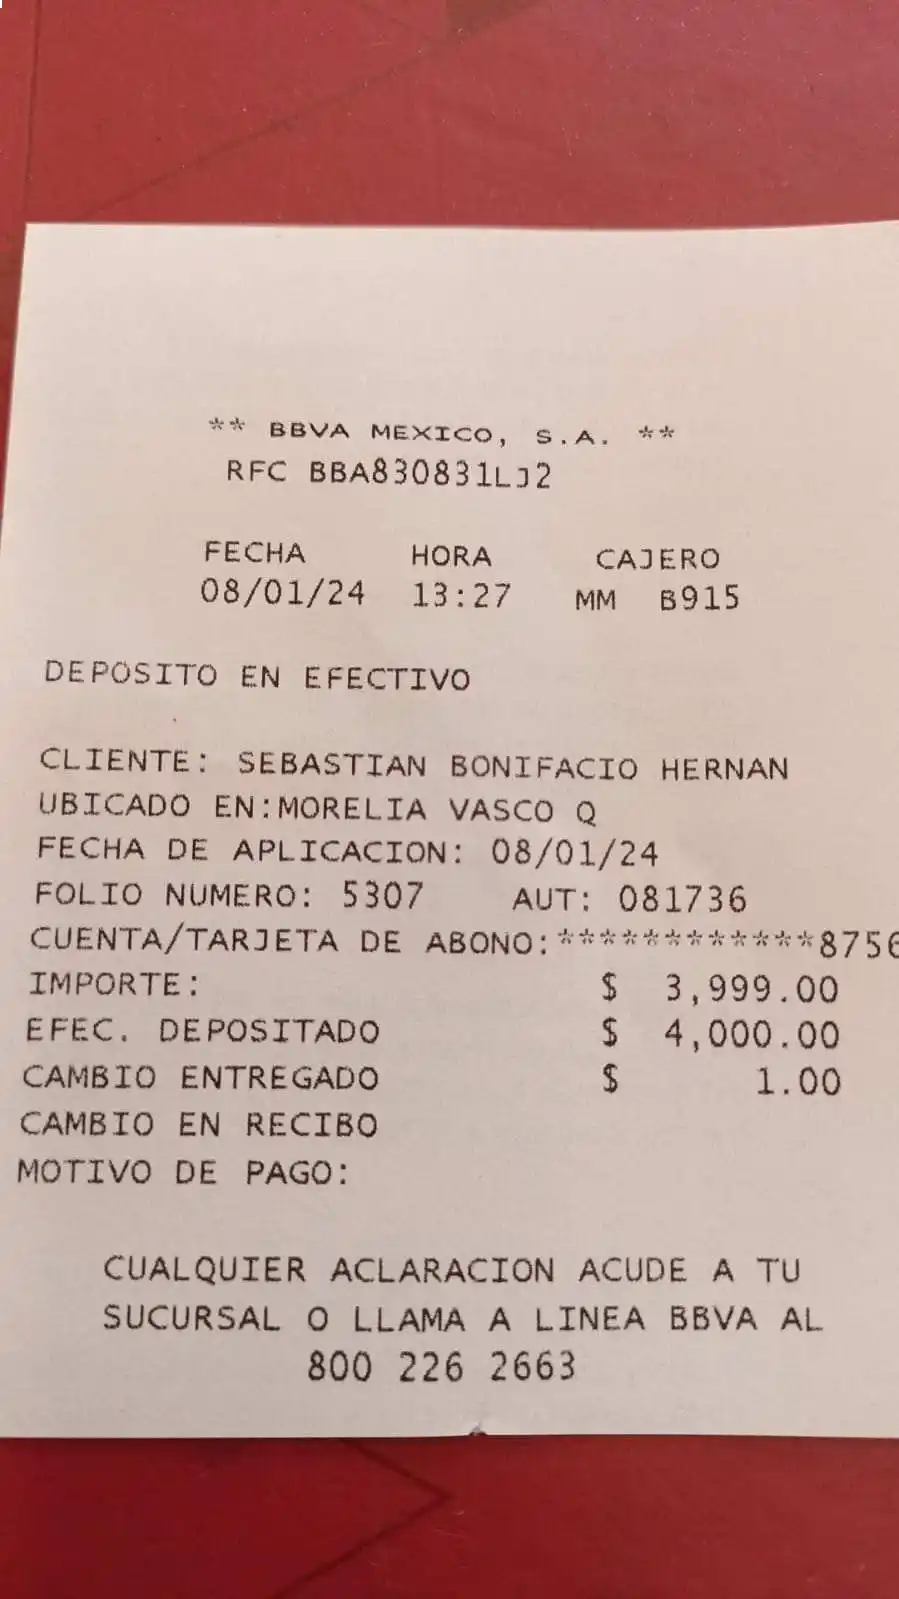 ** BBVA MEXICO, S.A. **
RFC BBA830831LJ2
FECHA HORA CAJERO
08/01/24 13:27 MM B915
DEPOSITO EN EFECTIVO
CLIENTE: SEBASTIAN BONIFACIO HERNAN
UBICADO EN:MORELIA VASCO Q
FECHA DE APLICACION: 08/01/24
FOLIO NUMERO: 5307 AUT: 081736
CUENTA/TARJETA DE ABONO:************8756
IMPORTE: $ 3,999.00
EFEC. DEPOSITADO $ 4,000.00
CAMBIO ENTREGADO $ 1.00
CAMBIO EN RECIBO
MOTIVO DE PAGO:
CUALQUIER ACLARACION ACUDE A TU
SUCURSAL O LLAMA A LINEA BBVA AL
800 226 2663